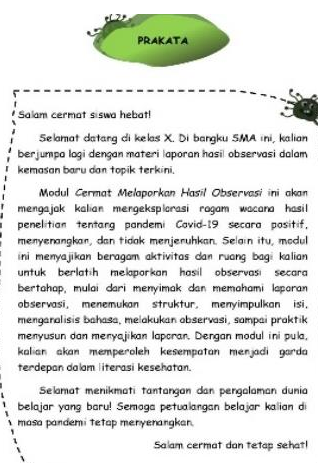 PRAKATA
Salam cermat siswa hebat!
Selamat datang di kelas X. Di bangku SMA ini, kalian
berjumpa lagi dengan materi laporan hasil observasi dalam
kemasan baru dan topik terkini.
Modul Cermat Melaporkan Hasil Observasi ini akan
mengajak kalian mengeksplorasi ragam wacana hasil
penelitian tentang pandemi Covid-19 secara positif,
menyenangkan, dan tidak menjenuhkan. Selain itu, modul
ini menyajikan beragam aktivitas dan ruang bagi kalian
untuk berlatih melaporkan hasil observasi secara
bertahap, mulai dari menyimak dan memahami laporan
observasi, menemukan struktur, menyimpulkan isi,
menganalisis bahasa, melakukan observasi, sampai praktik
menyusun dan menyajikan laporan. Dengan modul ini pula,
kalian akan memperoleh kesempatan menjadi garda
terdepan dalam literasi kesehatan.
Selamat menikmati tantangan dan pengalaman dunia
belajar yang baru! Semoga petualangan belajar kalian di
masa pandemi tetap menyenangkan.
Salam cermat dan tetap sehat!